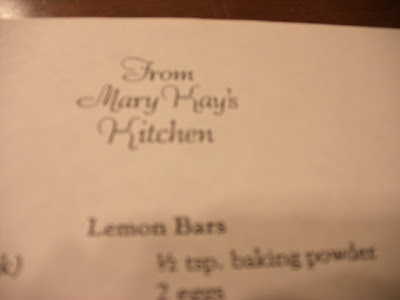 From
Mary Kay's
Kitchen
Lemon Bars
k) ½ tsp. baking powder
2 eggs